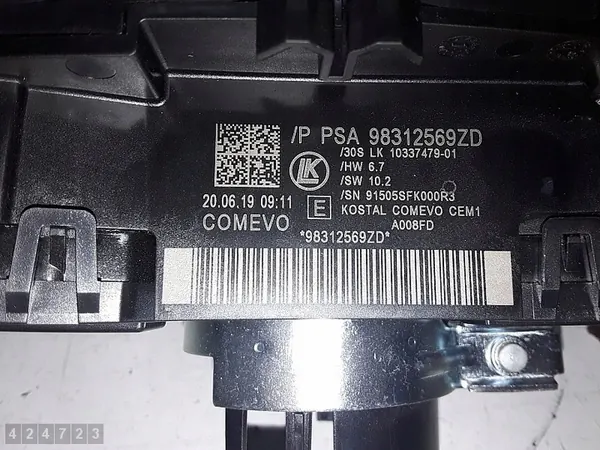 /P PSA 98312569ZD
/30S LK 10337479-01
/HW 6.7
/SW 10.2
/SN 91505SFK000R3
KOSTAL COMEVO CEM1
A008FD
LK
E
20.06.19 09:11
COMEVO
*98312569ZD*
424723